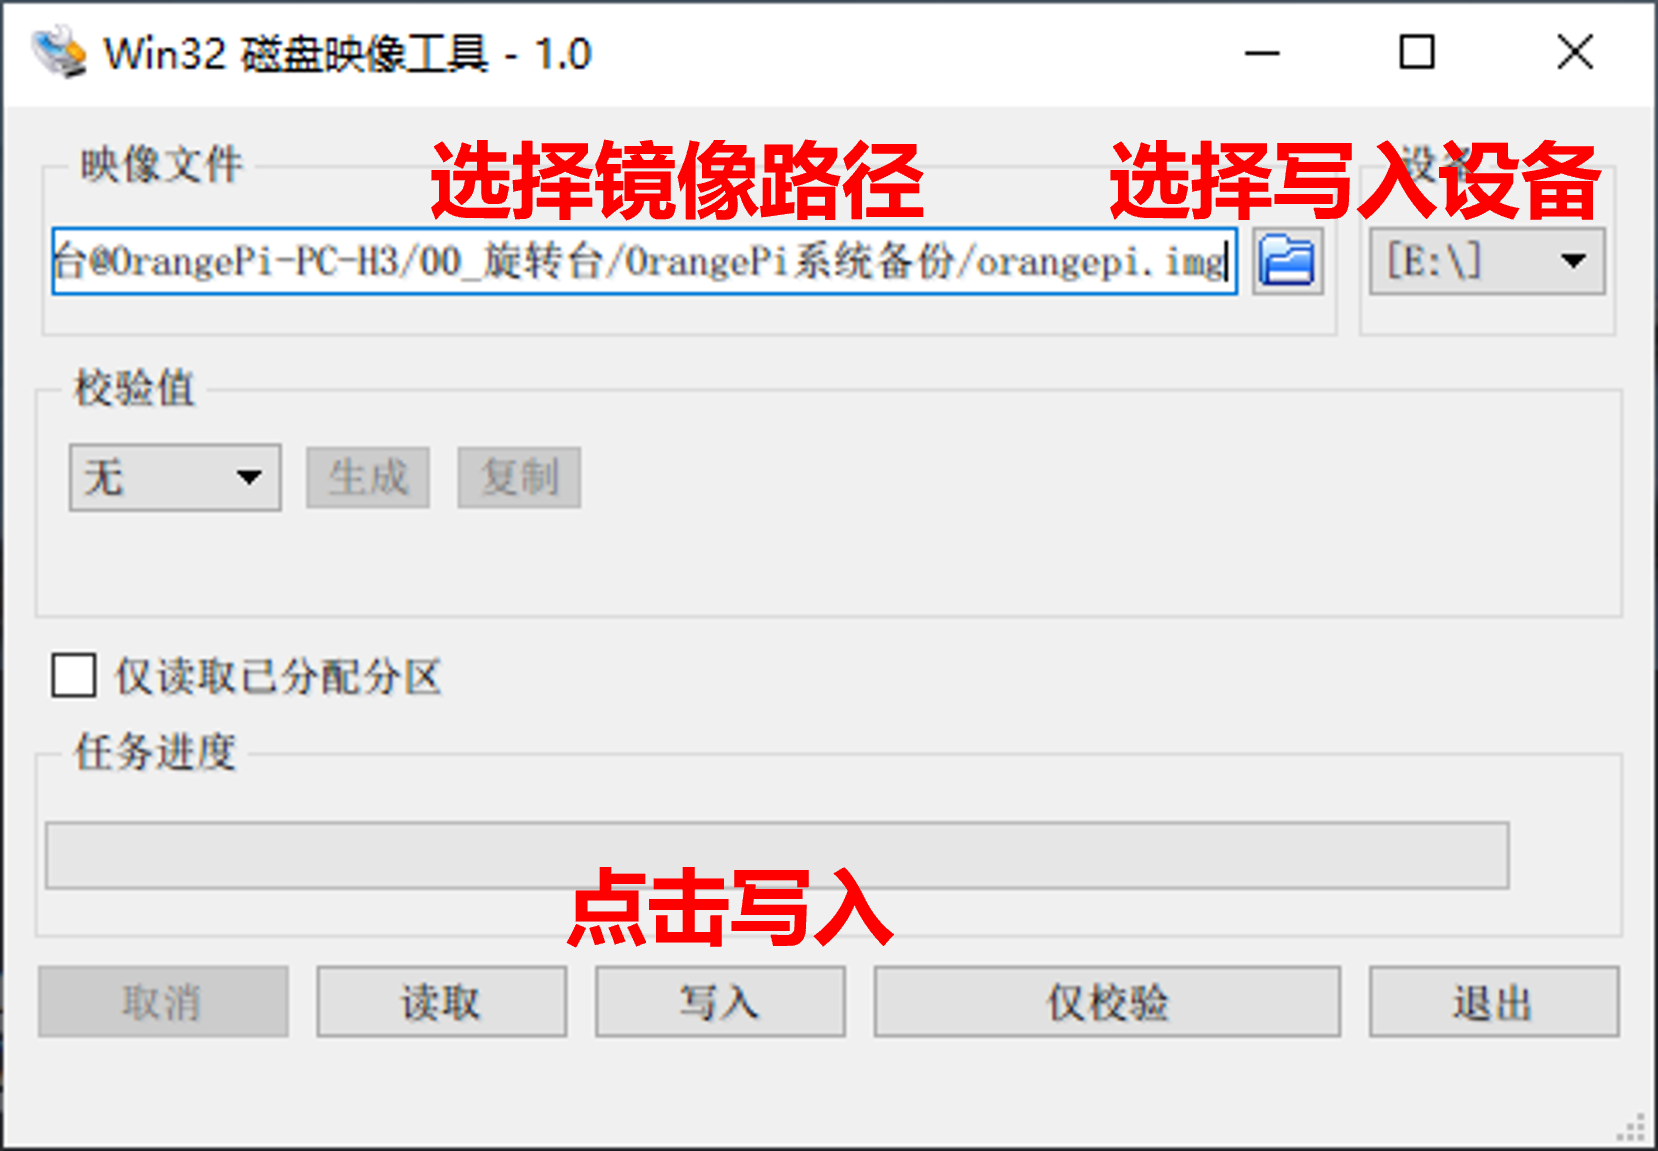 Win32 磁盘映像工具 - 1.0
映像文件
选择镜像路径
设备
选择写入设备
台@OrangePi-PC-H3/00_旋转台/OrangePi系统备份/orangepi.img
[E:\]
校验值
无
生成
复制
仅读取已分配分区
任务进度
点击写入
取消
读取
写入
仅校验
退出